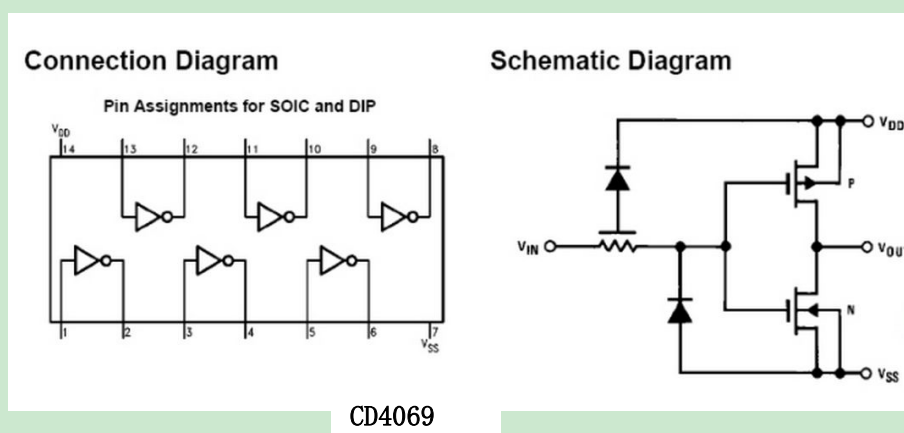 Connection Diagram
Pin Assignments for SOIC and DIP
VDD
14 13 12 11 10 9 8
1 2 3 4 5 6 7
VSS
Schematic Diagram
VDD
P
VIN
VOU
N
VSS
CD4069